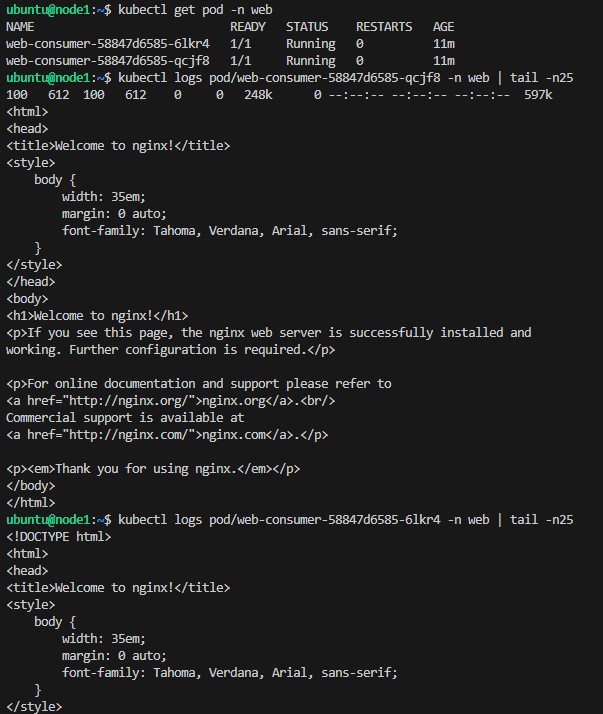 ubuntu@node1:~$ kubectl get pod -n web
NAME                            READY   STATUS    RESTARTS   AGE
web-consumer-58847d6585-6lkr4   1/1     Running   0          11m
web-consumer-58847d6585-qcjf8   1/1     Running   0          11m
ubuntu@node1:~$ kubectl logs pod/web-consumer-58847d6585-qcjf8 -n web | tail -n25
100   612  100   612    0     0   248k      0 --:--:-- --:--:-- --:--:--  597k
<html>
<head>
<title>Welcome to nginx!</title>
<style>
    body {
        width: 35em;
        margin: 0 auto;
        font-family: Tahoma, Verdana, Arial, sans-serif;
    }
</style>
</head>
<body>
<h1>Welcome to nginx!</h1>
<p>If you see this page, the nginx web server is successfully installed and
working. Further configuration is required.</p>

<p>For online documentation and support please refer to
<a href="http://nginx.org/">nginx.org</a>.<br/>
Commercial support is available at
<a href="http://nginx.com/">nginx.com</a>.</p>

<p><em>Thank you for using nginx.</em></p>
</body>
</html>
ubuntu@node1:~$ kubectl logs pod/web-consumer-58847d6585-6lkr4 -n web | tail -n25
<!DOCTYPE html>
<html>
<head>
<title>Welcome to nginx!</title>
<style>
    body {
        width: 35em;
        margin: 0 auto;
        font-family: Tahoma, Verdana, Arial, sans-serif;
    }
</style>